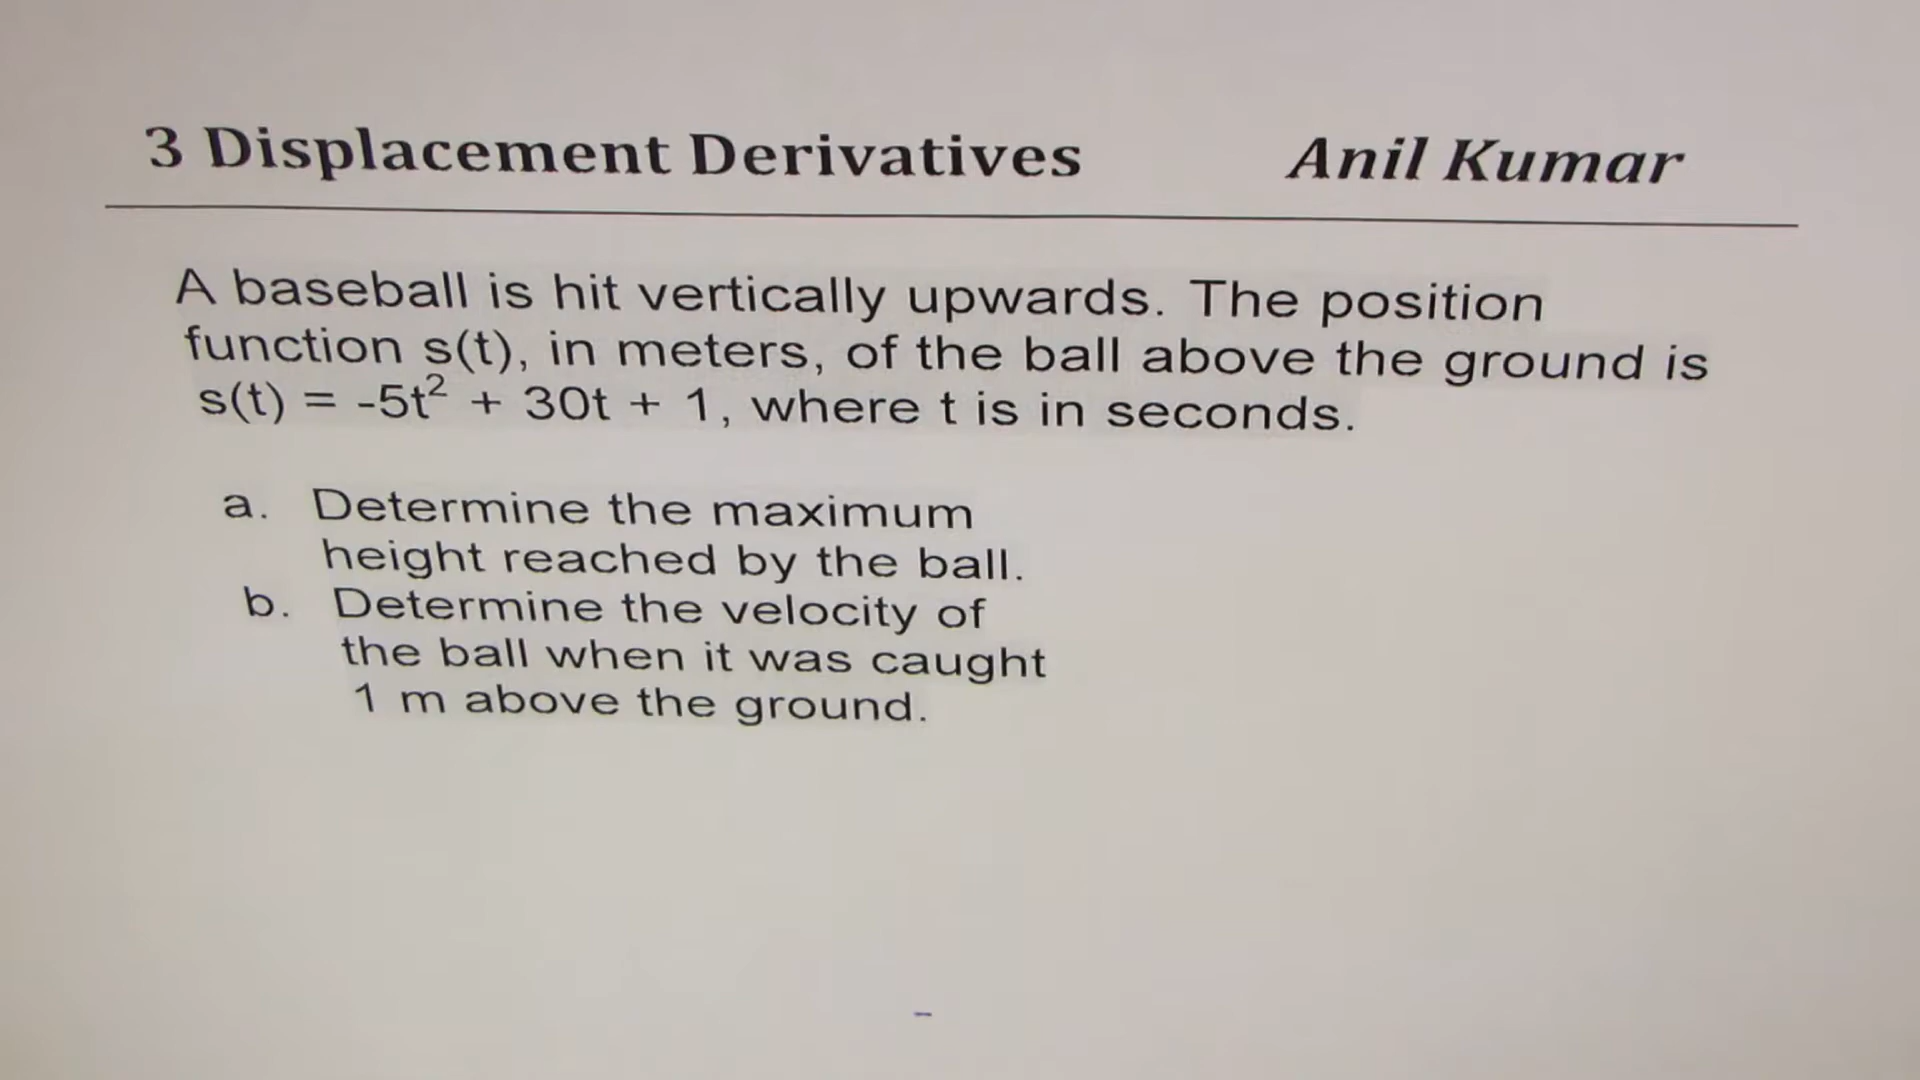 3 Displacement Derivatives Anil Kumar
A baseball is hit vertically upwards. The position
function s(t), in meters, of the ball above the ground is
s(t) = -5t² + 30t + 1, where t is in seconds.
a. Determine the maximum
height reached by the ball.
b. Determine the velocity of
the ball when it was caught
1 m above the ground.